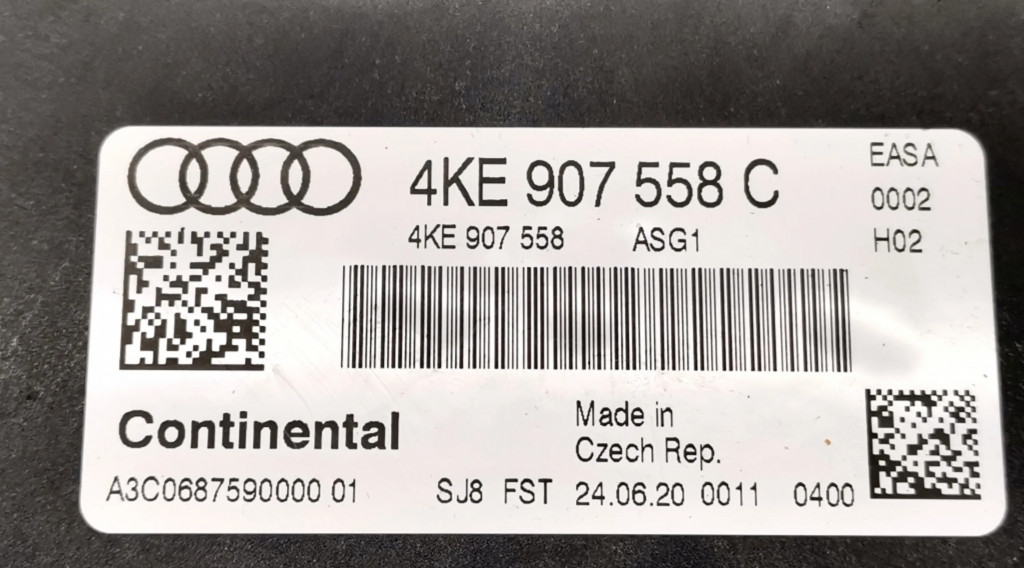 4KE 907 558 C
EASA
0002
4KE 907 558 ASG1
H02
Continental
Made in
Czech Rep.
A3C0687590000 01 SJ8 FST 24.06.20 0011 0400